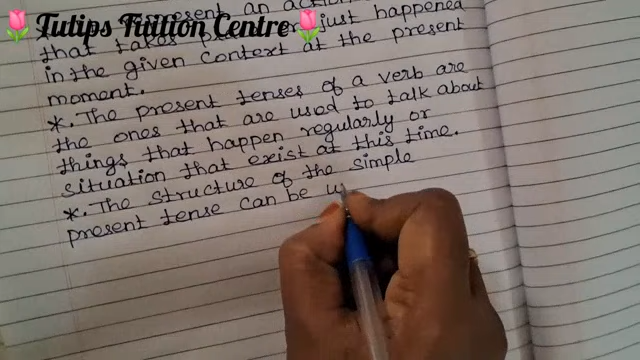 Tutips Tuition Centre
present an action
that takes just happened
in the given context at the present
moment.
*. The present tenses of a verb are
the ones that are used to talk about
things that happen regularly or
situation that exist at this time.
*. The structure of the simple
present tense can be